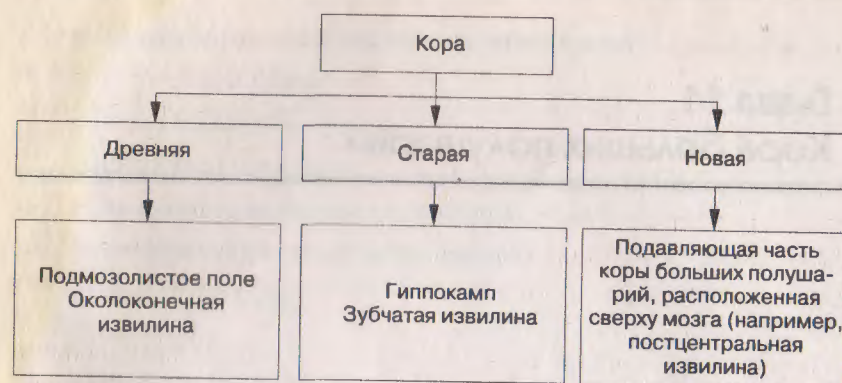 Кора
Древняя
Старая
Новая
Подмозолистое поле
Околоконечная
извилина
Гиппокамп
Зубчатая извилина
Подавляющая часть
коры больших полуша-
рий, расположенная
сверху мозга (например,
постцентральная
извилина)